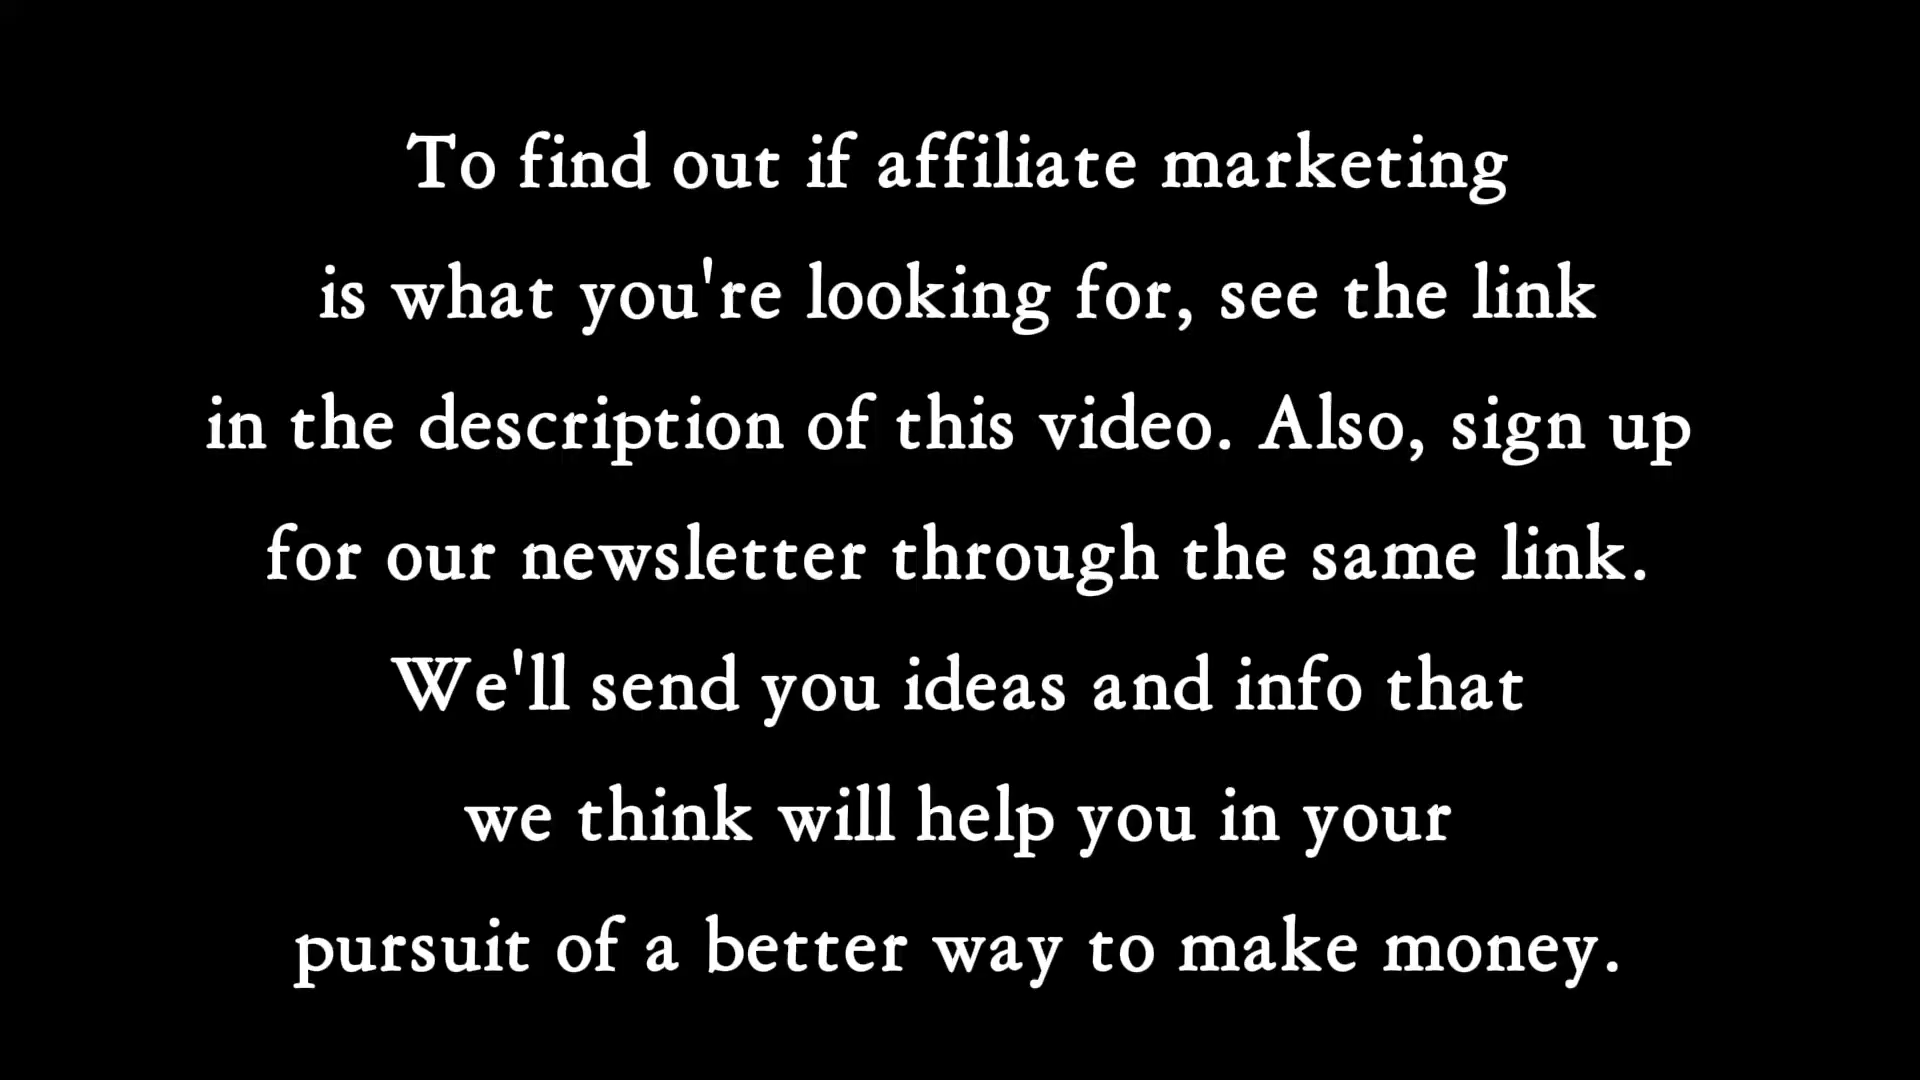 To find out if affiliate marketing
is what you're looking for, see the link
in the description of this video. Also, sign up
for our newsletter through the same link.
We'll send you ideas and info that
we think will help you in your
pursuit of a better way to make money.